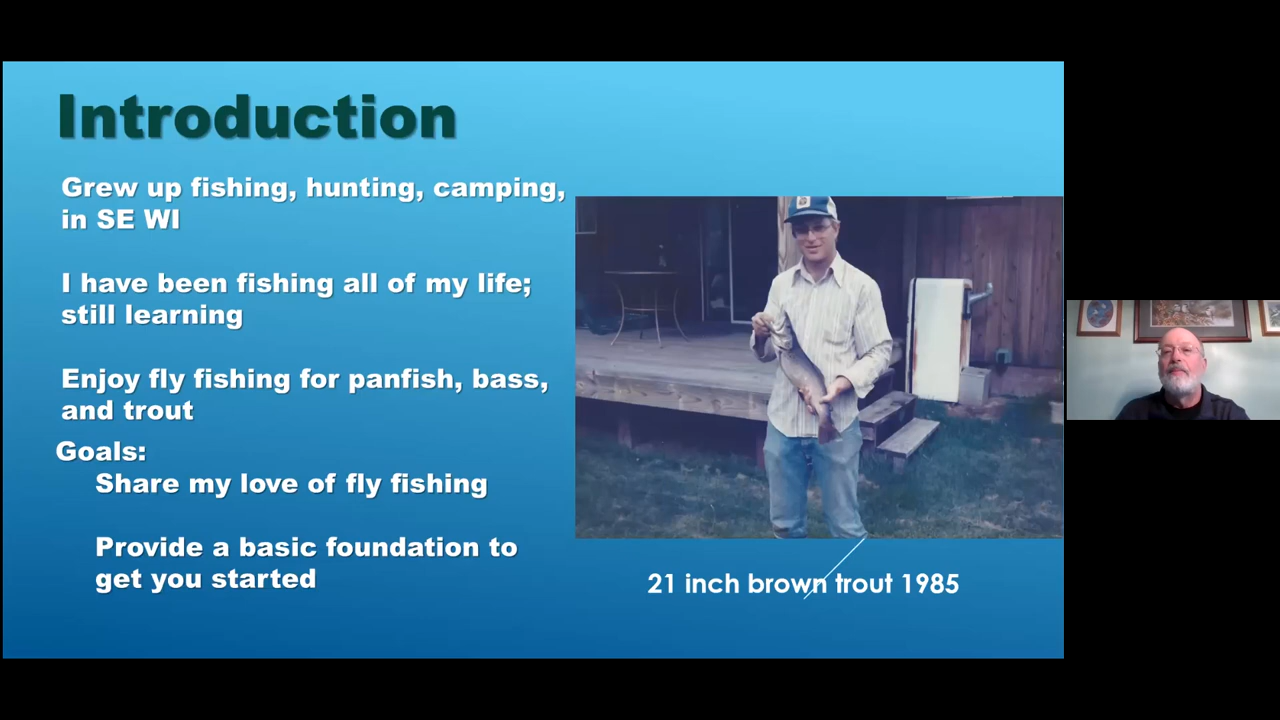 Introduction
Grew up fishing, hunting, camping,
in SE WI
I have been fishing all of my life;
still learning
Enjoy fly fishing for panfish, bass,
and trout
Goals:
Share my love of fly fishing
Provide a basic foundation to
get you started
21 inch brown trout 1985